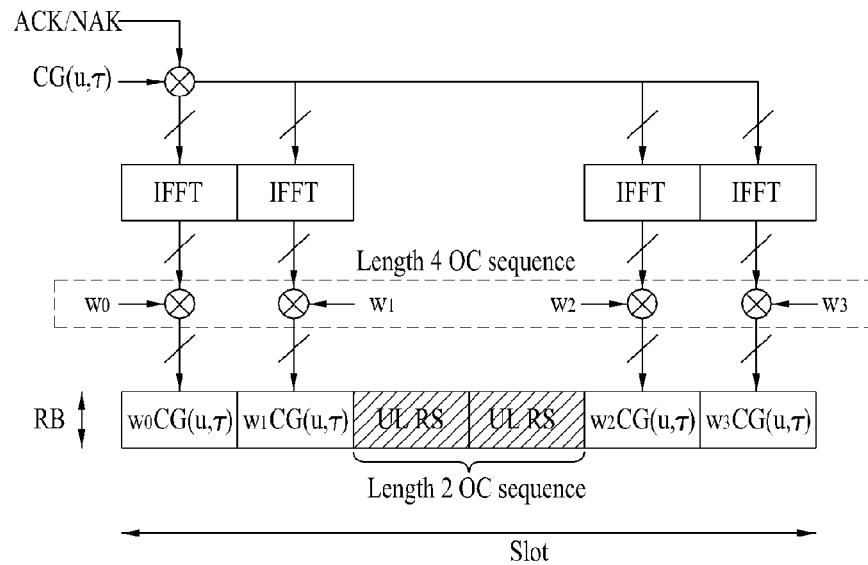 ACK/NAK
CG(u,τ)
IFFT IFFT IFFT IFFT
Length 4 OC sequence
w0 w1 w2 w3
RB w0CG(u,τ) w1CG(u,τ) UL RS UL RS w2CG(u,τ) w3CG(u,τ)
Length 2 OC sequence
Slot